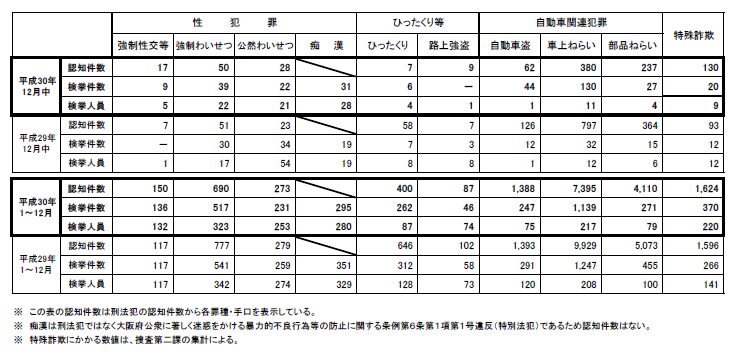 性犯罪 ひったくり等 自動車関連犯罪 特殊詐欺
強制性交等 強制わいせつ 公然わいせつ 痴漢 ひったくり 路上強盗 自動車盗 車上ねらい 部品ねらい
平成30年12月中
認知件数 17 50 28 7 9 62 380 237 130
検挙件数 9 39 22 31 6 ― 44 130 27 20
検挙人員 5 22 21 28 4 1 1 11 4 9
平成29年12月中
認知件数 7 51 23 58 7 126 797 364 93
検挙件数 ― 30 34 19 7 3 12 32 15 12
検挙人員 1 17 54 19 8 8 1 12 6 12
平成30年1~12月
認知件数 150 690 273 400 87 1,388 7,395 4,110 1,624
検挙件数 136 517 231 295 262 46 247 1,139 271 370
検挙人員 132 323 253 280 87 74 75 217 79 220
平成29年1~12月
認知件数 117 777 279 646 102 1,393 9,929 5,073 1,596
検挙件数 117 541 259 351 312 58 291 1,247 455 266
検挙人員 117 342 274 329 128 73 120 208 100 141
※ この表の認知件数は刑法犯の認知件数から各罪種・手口を表示している。
※ 痴漢は刑法犯ではなく大阪府公衆に著しく迷惑をかける暴力的不良行為等の防止に関する条例第6条第1項第1号違反(特別法犯)であるため認知件数はない。
※ 特殊詐欺にかかる数値は、捜査第二課の集計による。